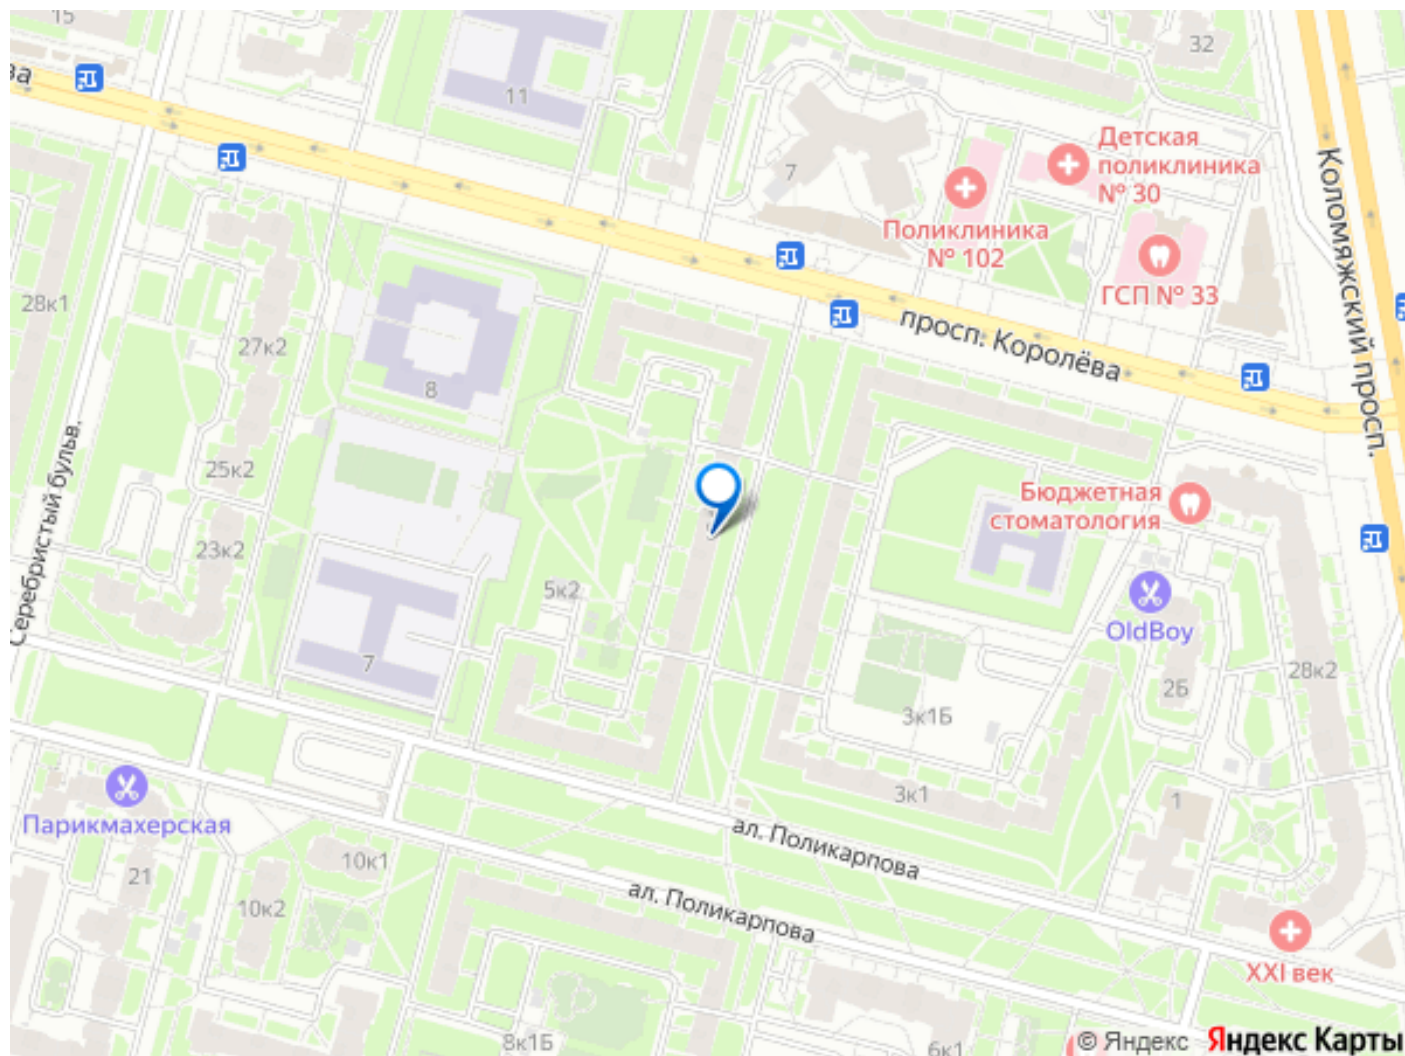 15
32
ва
11
Детская
поликлиника
№ 30
7
Поликлиника
№ 102
ГСП № 33
Коломяжский просп.
28к1
27к2
просп. Королёва
8
25к2
Серебристый бульв.
Бюджетная
стоматология
23к2
5к2
OldBoy
7
2Б
28к2
3к1Б
3к1
1
Парикмахерская
ал. Поликарпова
10к1
21
ал. Поликарпова
10к2
XXI век
8к1Б
6к1
© Яндекс Яндекс Карты